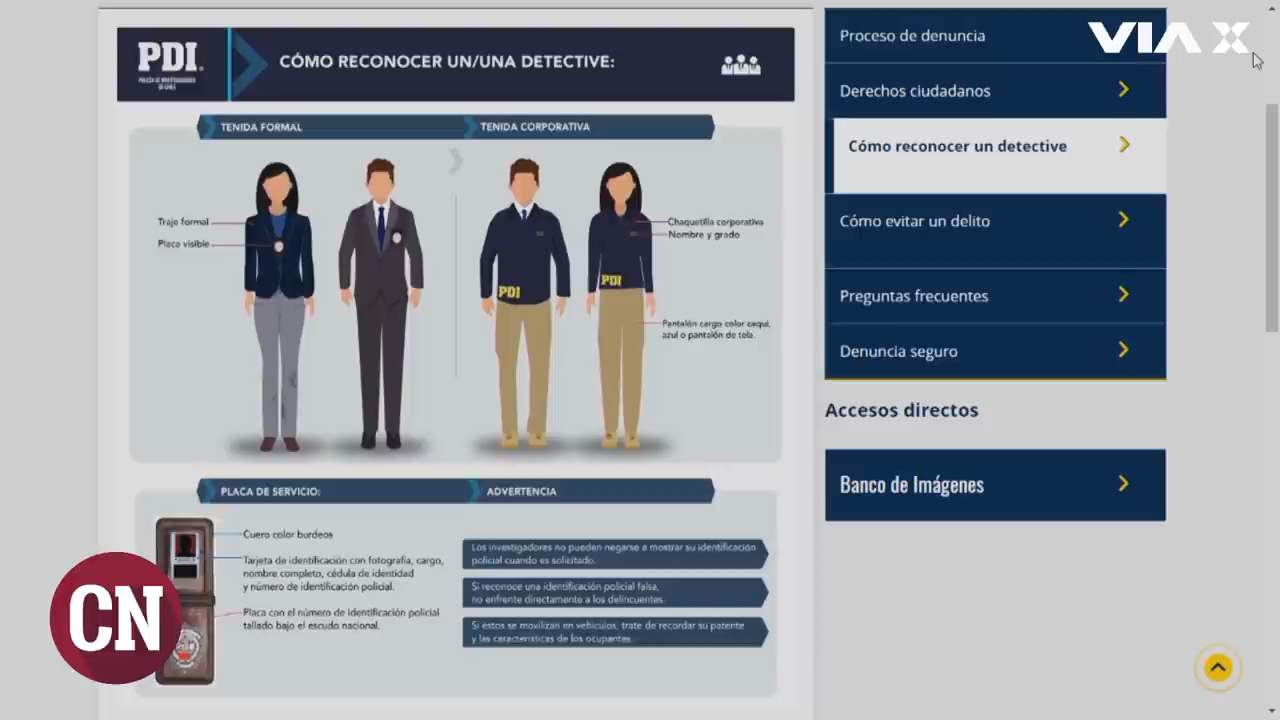 PDI
POLICÍA DE INVESTIGACIONES
DE CHILE
CÓMO RECONOCER UN/UNA DETECTIVE:
TENIDA FORMAL
TENIDA CORPORATIVA
Traje formal
Placa visible
Chaquetilla corporativa
Nombre y grado
PDI
PDI
Pantalón cargo color caqui,
azul o pantalón de tela.
PLACA DE SERVICIO:
ADVERTENCIA
Cuero color burdeos
Tarjeta de identificación con fotografía, cargo,
nombre completo, cédula de identidad
y número de identificación policial.
Placa con el número de identificación policial
tallado bajo el escudo nacional.
Los investigadores no pueden negarse a mostrar su identificación
policial cuando es solicitado.
Si reconoce una identificación policial falsa,
no enfrente directamente a los delincuentes.
Si éstos se movilizan en vehículos, trate de recordar su patente
y las características de los ocupantes.
Proceso de denuncia
Derechos ciudadanos
Cómo reconocer un detective
Cómo evitar un delito
Preguntas frecuentes
Denuncia seguro
Accesos directos
Banco de Imágenes
VIA X
CN